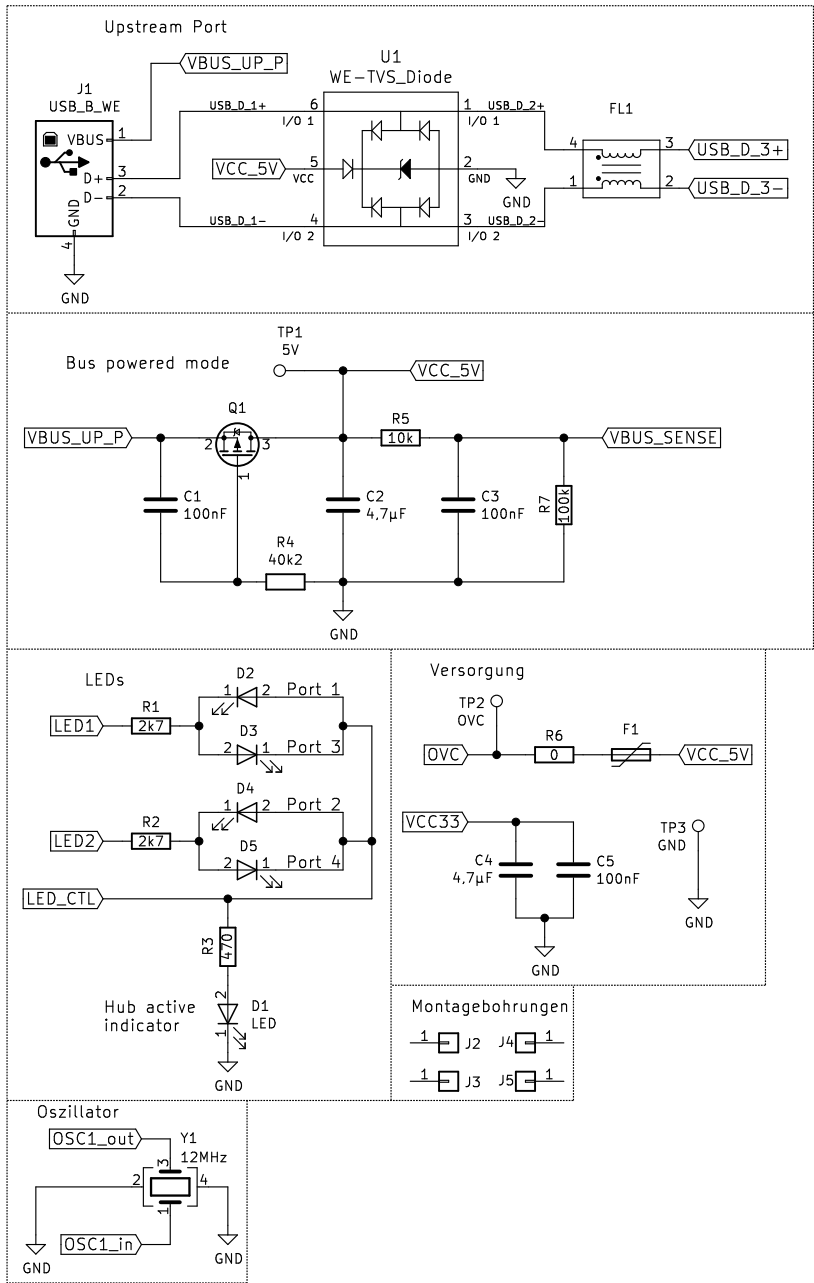 Upstream Port
VBUS_UP_P
J1
USB_B_WE
VBUS 1
D+ 3
D- 2
GND
4
GND
U1
WE-TVS_Diode
USB_D_1+ 6
I/O 1
1 USB_D_2+
I/O 1
VCC_5V 5
VCC
2
GND
GND
USB_D_1- 4
I/O 2
3 USB_D_2-
I/O 2
FL1
4 3 USB_D_3+
1 2 USB_D_3-
Bus powered mode
TP1
5V
VCC_5V
VBUS_UP_P
Q1
2 3
1
R5
10k
VBUS_SENSE
C1
100nF
C2
4,7µF
C3
100nF
R7
100k
R4
40k2
GND
LEDs
LED1
R1
2k7
D2
1 2 Port 1
D3
2 1 Port 3
LED2
R2
2k7
D4
1 2 Port 2
D5
2 1 Port 4
LED_CTL
R3
470
Hub active
indicator
2
1
D1
LED
GND
Versorgung
TP2
OVC
OVC
R6
0
F1
VCC_5V
VCC33
C4
4,7µF
C5
100nF
GND
TP3
GND
GND
Montagebohrungen
1 J2 J4 1
1 J3 J5 1
Oszillator
OSC1_out
Y1
12MHz
3
2 4
1
OSC1_in
GND
GND